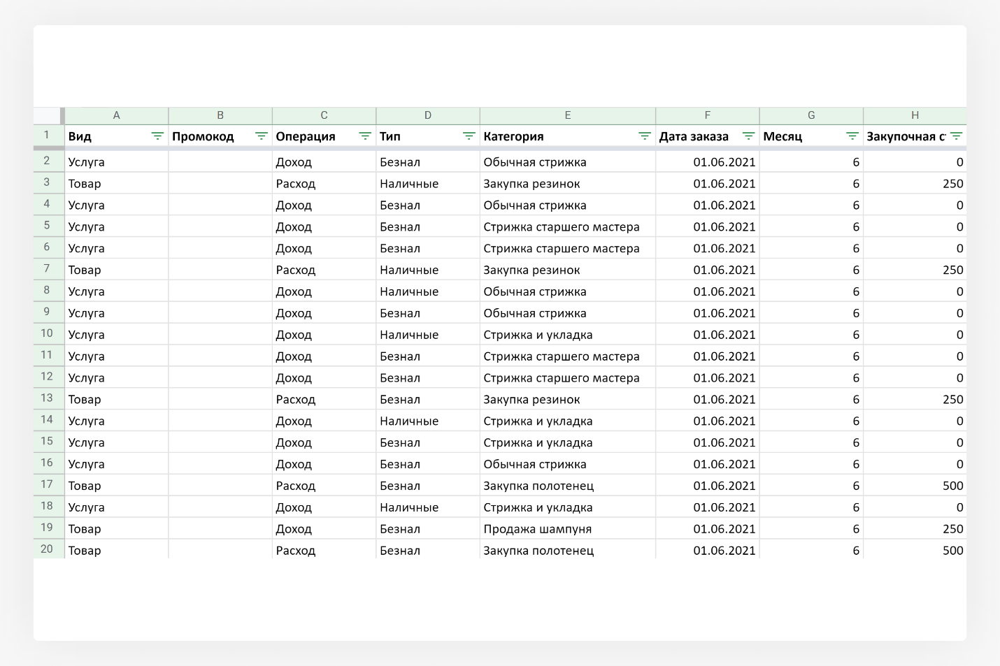 A B C D E F G H
1 Вид Промокод Операция Тип Категория Дата заказа Месяц Закупочная
2 Услуга Доход Безнал Обычная стрижка 01.06.2021 6 0
3 Товар Расход Наличные Закупка резинок 01.06.2021 6 250
4 Услуга Доход Безнал Обычная стрижка 01.06.2021 6 0
5 Услуга Доход Безнал Стрижка старшего мастера 01.06.2021 6 0
6 Услуга Доход Безнал Стрижка старшего мастера 01.06.2021 6 0
7 Товар Расход Наличные Закупка резинок 01.06.2021 6 250
8 Услуга Доход Наличные Обычная стрижка 01.06.2021 6 0
9 Услуга Доход Безнал Обычная стрижка 01.06.2021 6 0
10 Услуга Доход Наличные Стрижка и укладка 01.06.2021 6 0
11 Услуга Доход Безнал Стрижка старшего мастера 01.06.2021 6 0
12 Услуга Доход Безнал Стрижка старшего мастера 01.06.2021 6 0
13 Товар Расход Безнал Закупка резинок 01.06.2021 6 250
14 Услуга Доход Наличные Стрижка и укладка 01.06.2021 6 0
15 Услуга Доход Безнал Стрижка и укладка 01.06.2021 6 0
16 Услуга Доход Безнал Обычная стрижка 01.06.2021 6 0
17 Товар Расход Безнал Закупка полотенец 01.06.2021 6 500
18 Услуга Доход Наличные Стрижка и укладка 01.06.2021 6 0
19 Товар Доход Безнал Продажа шампуня 01.06.2021 6 250
20 Товар Расход Безнал Закупка полотенец 01.06.2021 6 500